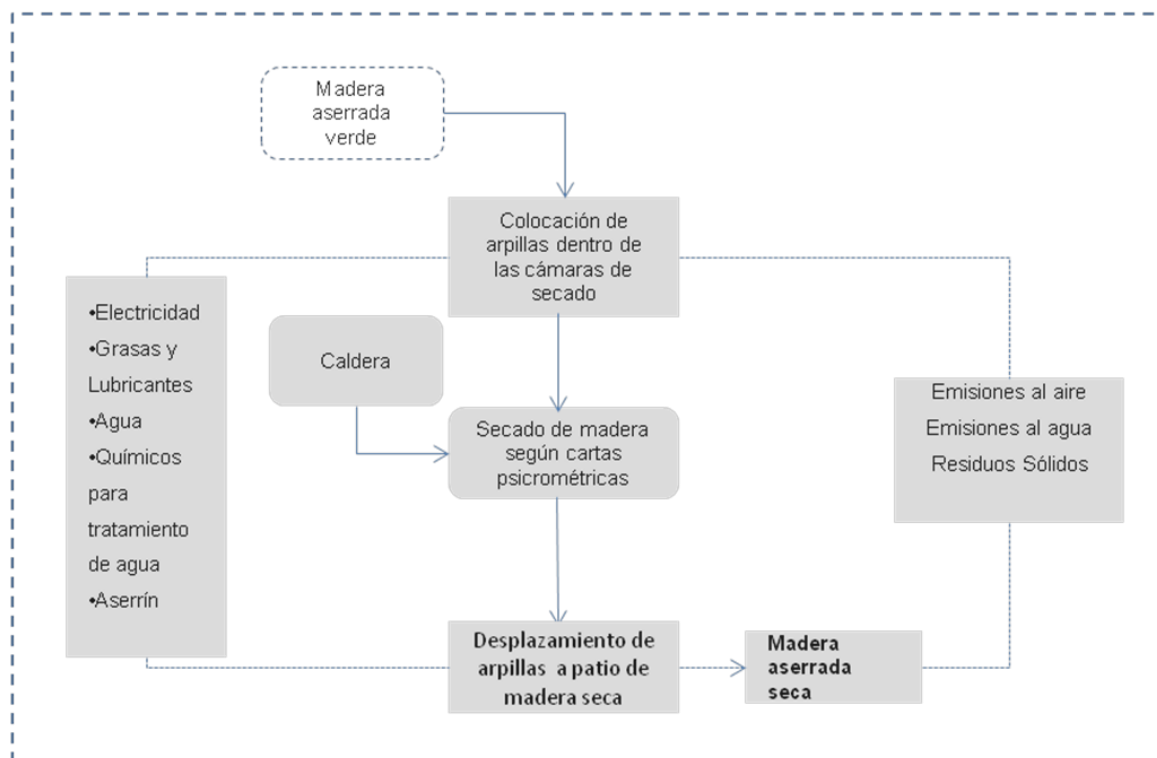 Madera
aserrada
verde
Colocación de
arpillas dentro de
las cámaras de
secado
•Electricidad
•Grasas y
Lubricantes
•Agua
•Químicos
para
tratamiento
de agua
•Aserrín
Caldera
Secado de madera
según cartas
psicrométricas
Emisiones al aire
Emisiones al agua
Residuos Sólidos
Desplazamiento de
arpillas a patio de
madera seca
Madera
aserrada
seca